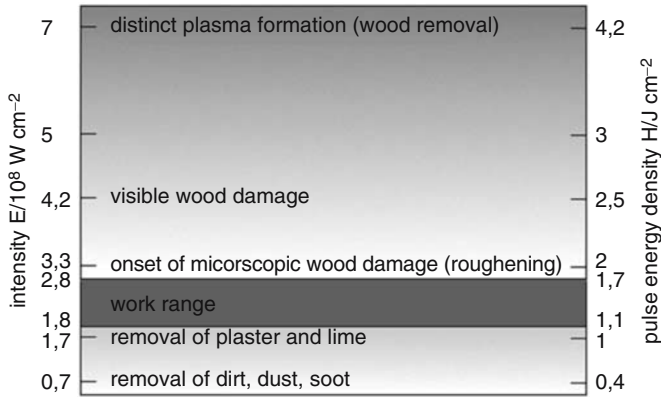 7 distinct plasma formation (wood removal) 4,2
5 3
4,2 visible wood damage 2,5
3,3 onset of micorscopic wood damage (roughening) 2
2,8 1,7
work range
1,8 1,1
1,7 removal of plaster and lime 1
0,7 removal of dirt, dust, soot 0,4
intensity E/10⁸ W cm⁻²
pulse energy density H/J cm⁻²